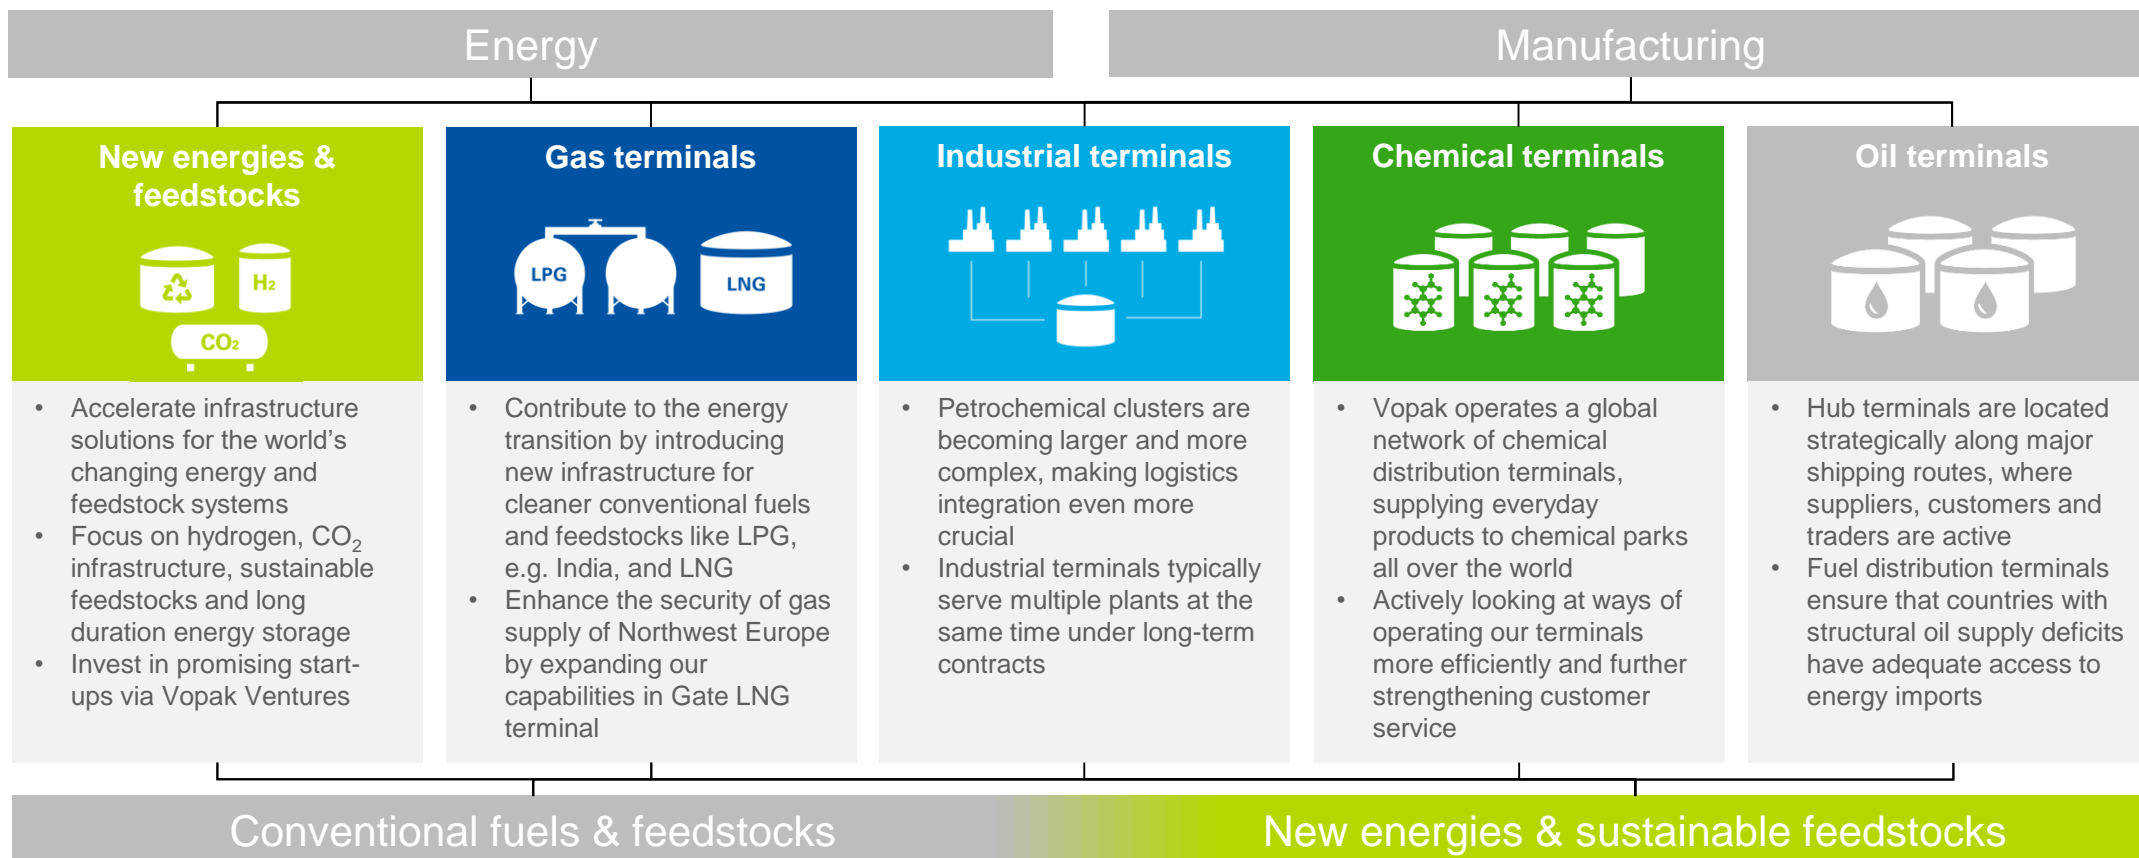 Energy
Manufacturing
New energies &
feedstocks
H2
CO2
• Accelerate infrastructure
solutions for the world's
changing energy and
feedstock systems
• Focus on hydrogen, CO2
infrastructure, sustainable
feedstocks and long
duration energy storage
• Invest in promising start-
ups via Vopak Ventures
Gas terminals
LPG
LNG
• Contribute to the energy
transition by introducing
new infrastructure for
cleaner conventional fuels
and feedstocks like LPG,
e.g. India, and LNG
• Enhance the security of gas
supply of Northwest Europe
by expanding our
capabilities in Gate LNG
terminal
Industrial terminals
• Petrochemical clusters are
becoming larger and more
complex, making logistics
integration even more
crucial
• Industrial terminals typically
serve multiple plants at the
same time under long-term
contracts
Chemical terminals
• Vopak operates a global
network of chemical
distribution terminals,
supplying everyday
products to chemical parks
all over the world
• Actively looking at ways of
operating our terminals
more efficiently and further
strengthening customer
service
Oil terminals
• Hub terminals are located
strategically along major
shipping routes, where
suppliers, customers and
traders are active
• Fuel distribution terminals
ensure that countries with
structural oil supply deficits
have adequate access to
energy imports
Conventional fuels & feedstocks
New energies & sustainable feedstocks